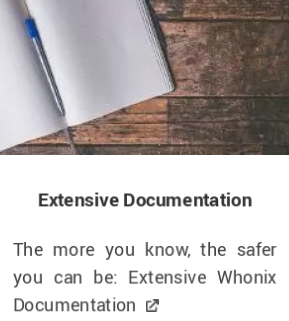 Extensive Documentation
The more you know, the safer
you can be: Extensive Whonix
Documentation